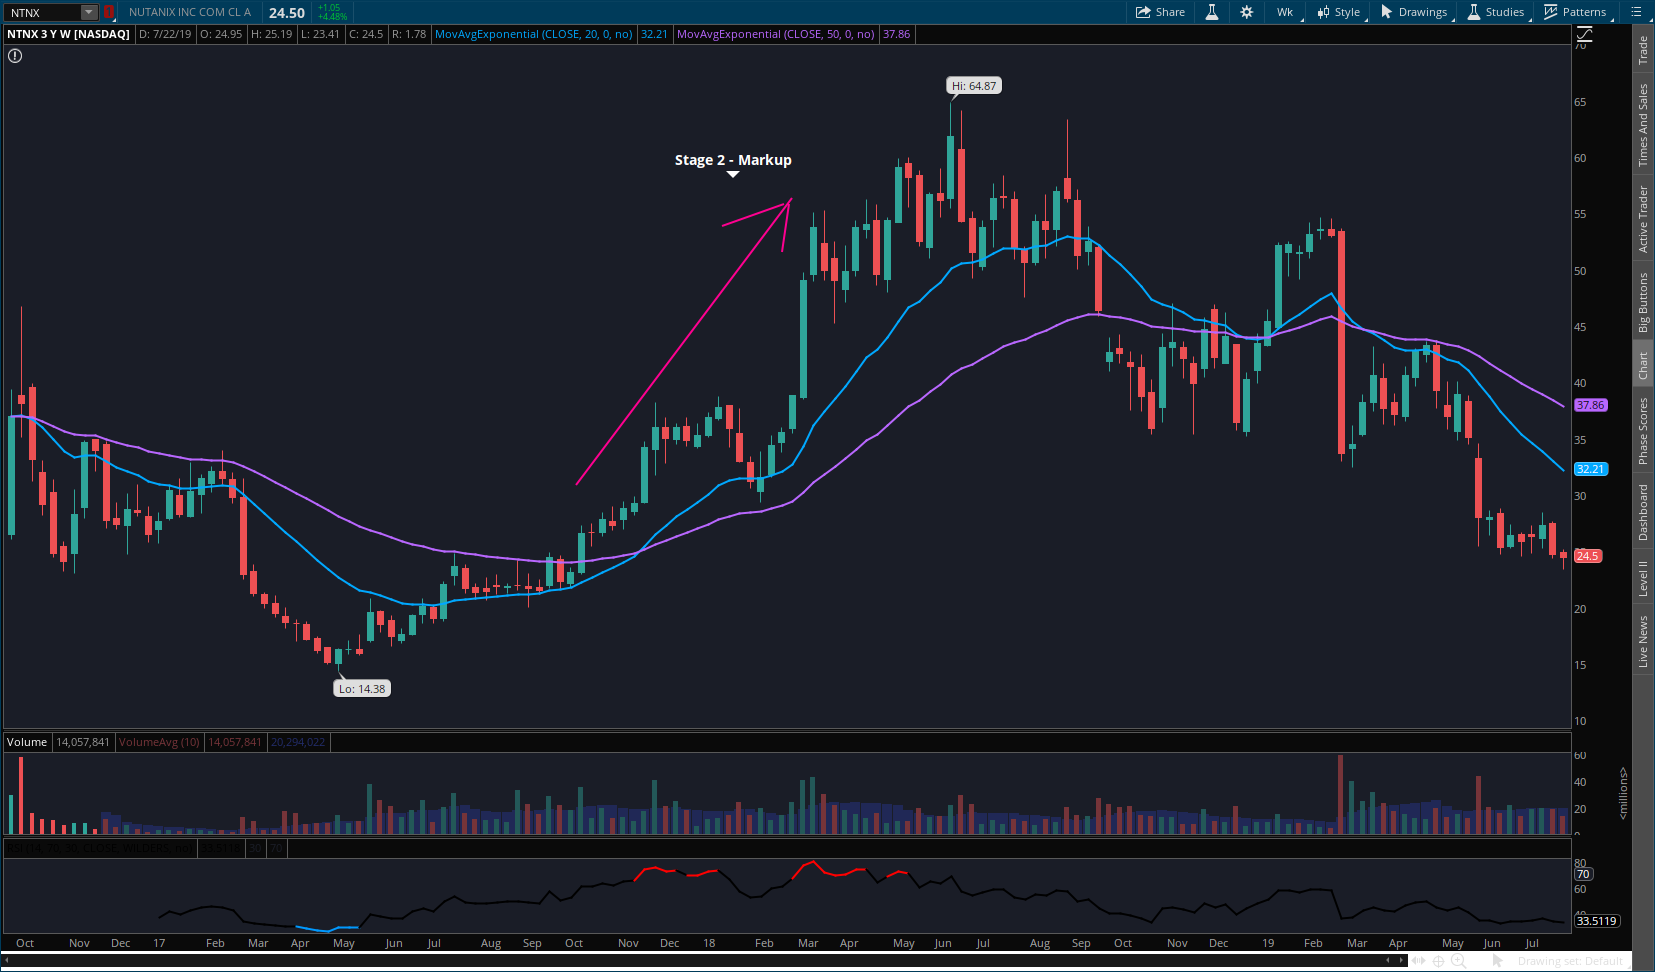 NTNX NUTANIX INC COM CL A 24.50 +1.05 +4.48% Share Wk Style Drawings Studies Patterns
NTNX 3 Y W [NASDAQ] D: 7/22/19 O: 24.95 H: 25.19 L: 23.41 C: 24.5 R: 1.78 MovAvgExponential (CLOSE, 20, 0, no) 32.21 MovAvgExponential (CLOSE, 50, 0, no) 37.86
70
Hi: 64.87
65
Stage 2 - Markup
60
55
50
45
40
37.86
35
32.21
30
24.5
20
Lo: 14.38
15
10
Trade
Times And Sales
Active Trader
Big Buttons
Chart
Phase Scores
Dashboard
Level II
Live News
Volume 14,057,841 VolumeAvg (10) 14,057,841 20,294,022
60
40
20
<millions>
80
70
60
33.5119
Oct Nov Dec 17 Feb Mar Apr May Jun Jul Aug Sep Oct Nov Dec 18 Feb Mar Apr May Jun Jul Aug Sep Oct Nov Dec 19 Feb Mar Apr May Jun Jul
Drawing set: Default